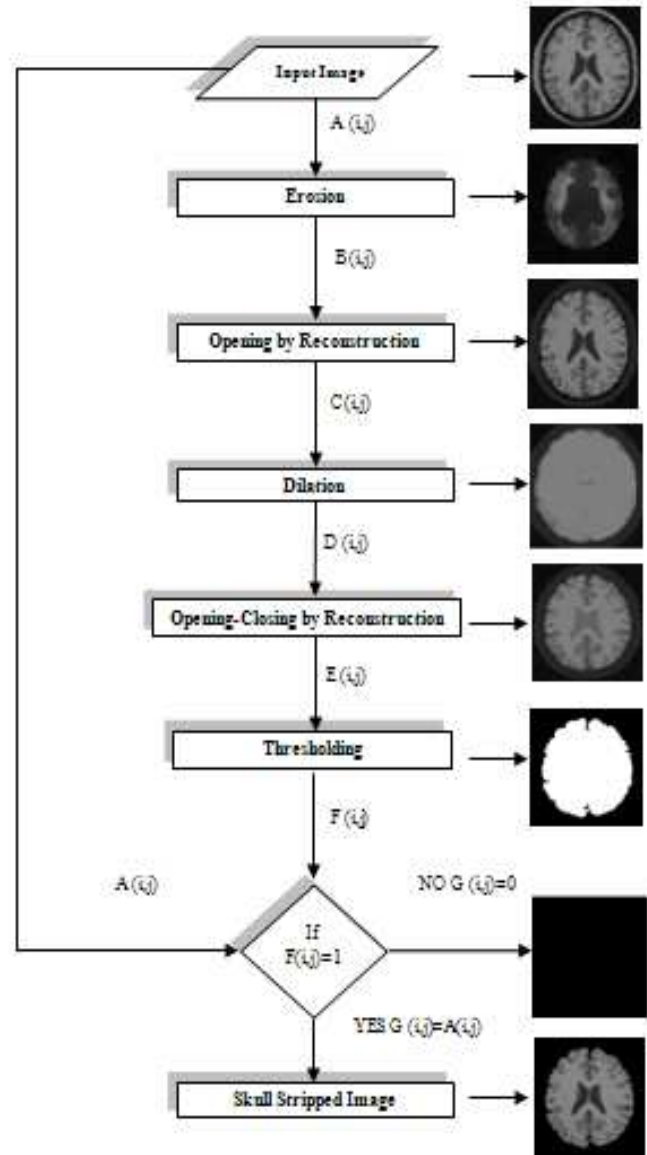 Input Image
A (i,j)
Erosion
B (i,j)
Opening by Reconstruction
C (i,j)
Dilation
D (i,j)
Opening-Closing by Reconstruction
E (i,j)
Thresholding
F (i,j)
A (i,j)
NO G (i,j)=0
If
F(i,j)=1
YES G (i,j)=A(i,j)
Skull Stripped Image